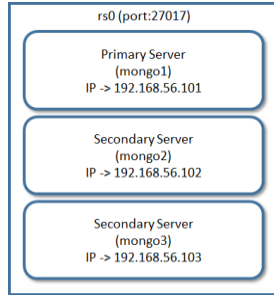 rs0 (port:27017)
Primary Server
(mongo1)
IP -> 192.168.56.101
Secondary Server
(mongo2)
IP -> 192.168.56.102
Secondary Server
(mongo3)
IP -> 192.168.56.103